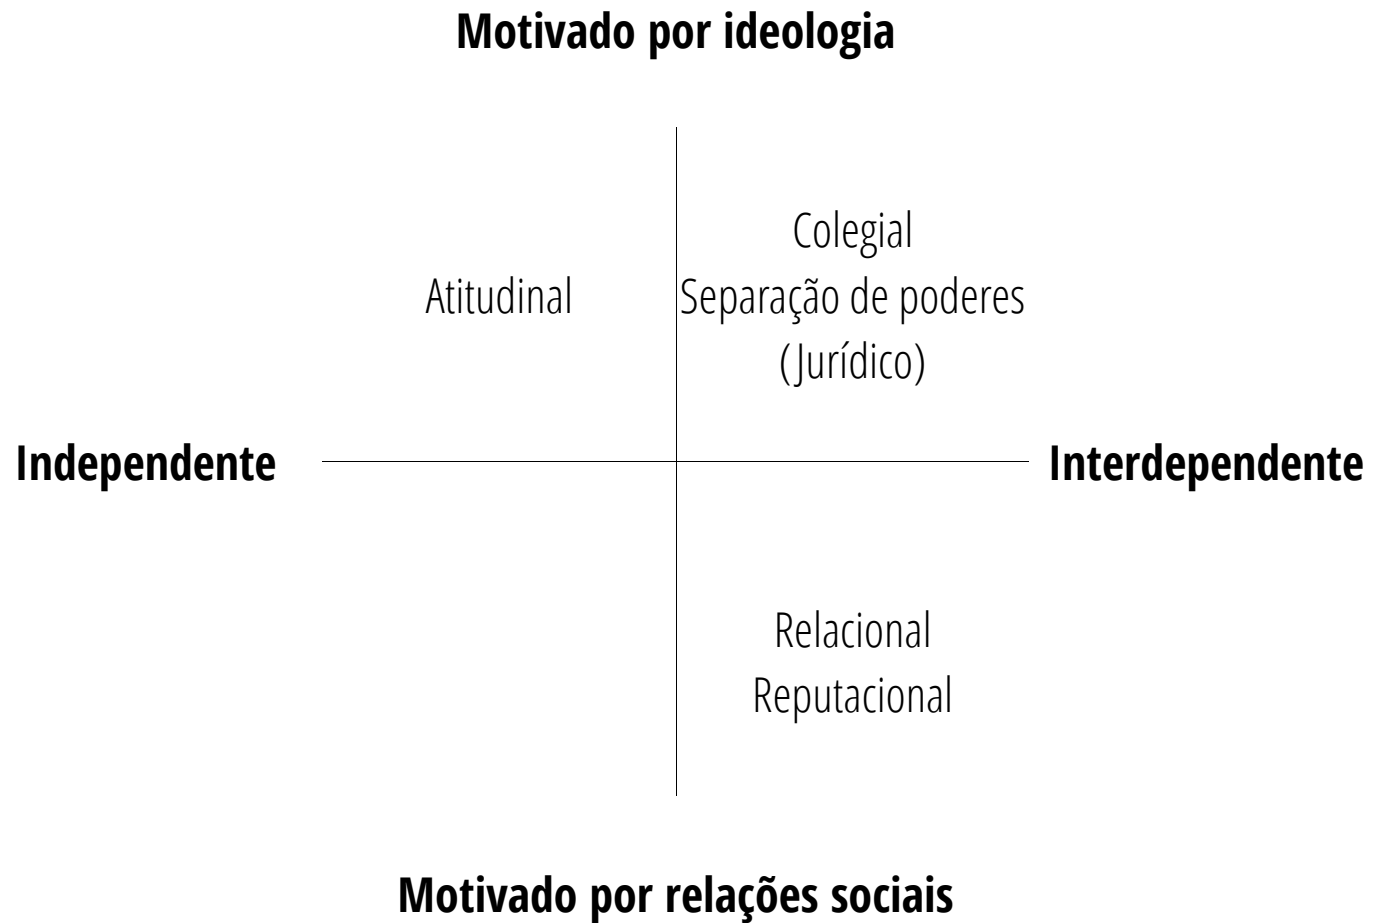 Motivado por ideologia
Colegial
Atitudinal
Separação de poderes
(Jurídico)
Independente
Interdependente
Relacional
Reputacional
Motivado por relações sociais